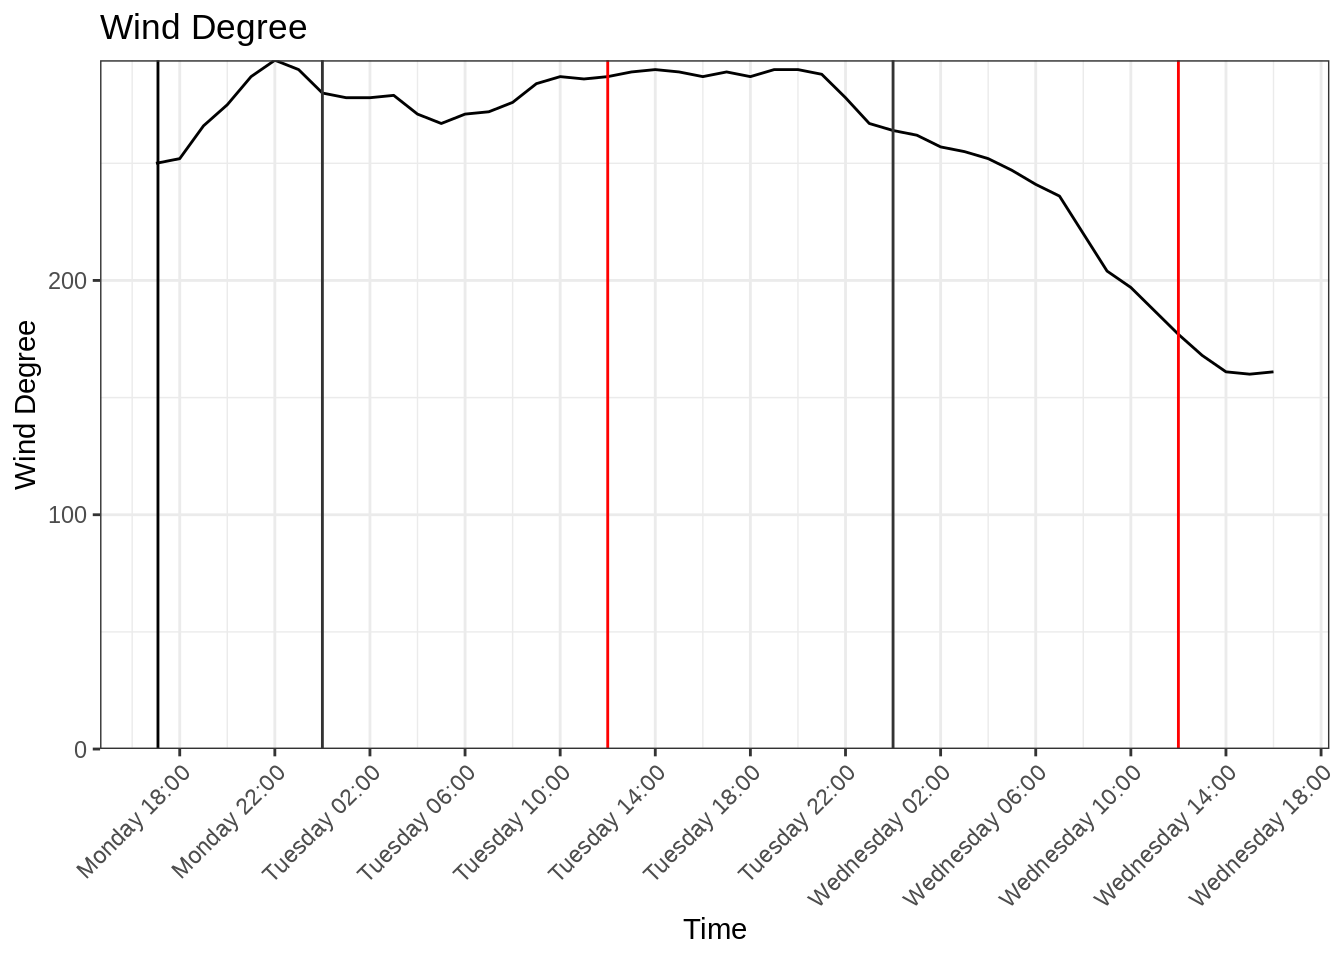 Wind Degree
Wind Degree
200
100
0
Monday 18:00
Monday 22:00
Tuesday 02:00
Tuesday 06:00
Tuesday 10:00
Tuesday 14:00
Tuesday 18:00
Tuesday 22:00
Wednesday 02:00
Wednesday 06:00
Wednesday 10:00
Wednesday 14:00
Wednesday 18:00
Time